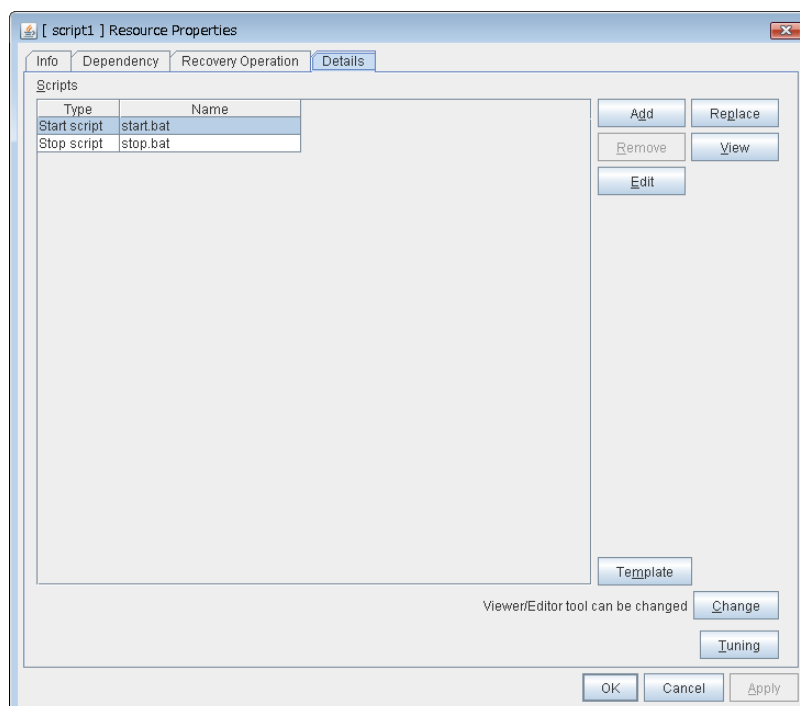 [ script1 ] Resource Properties
Info Dependency Recovery Operation Details
Scripts
Type Name
Start script start.bat
Stop script stop.bat
Add Replace
Remove View
Edit
Template
Viewer/Editor tool can be changed Change
Tuning
OK Cancel Apply